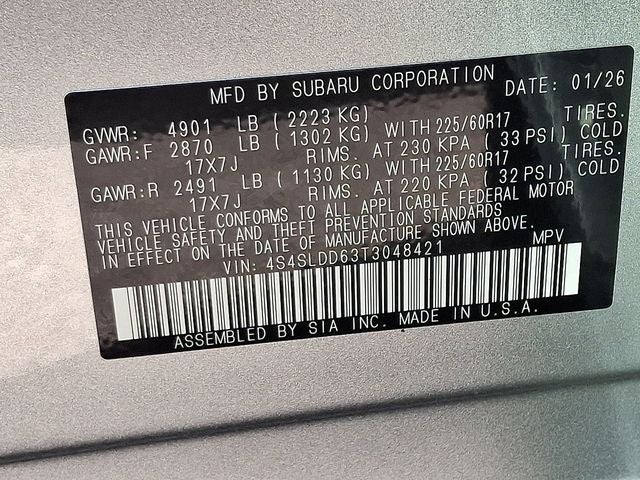 MFD BY SUBARU CORPORATION DATE: 01/26
GVWR: 4901 LB ( 2223 KG)
GAWR:F 2870 LB ( 1302 KG) WITH 225/60R17 TIRES.
17X7J RIMS. AT 230 KPA ( 33 PSI) COLD
GAWR:R 2491 LB ( 1130 KG) WITH 225/60R17 TIRES.
17X7J RIMS. AT 220 KPA ( 32 PSI) COLD
THIS VEHICLE CONFORMS TO ALL APPLICABLE FEDERAL MOTOR
VEHICLE SAFETY AND THEFT PREVENTION STANDARDS
IN EFFECT ON THE DATE OF MANUFACTURE SHOWN ABOVE.
VIN: 4S4SLDD63T3048421 MPV
ASSEMBLED BY SIA INC. MADE IN U.S.A.